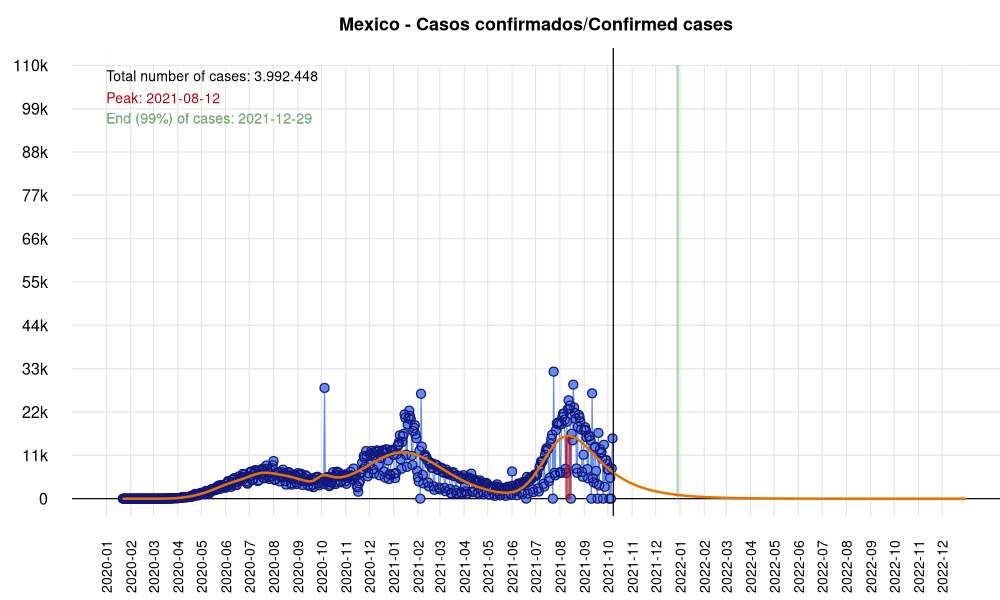 Mexico - Casos confirmados/Confirmed cases
Total number of cases: 3.992.448
Peak: 2021-08-12
End (99%) of cases: 2021-12-29
110k
99k
88k
77k
66k
55k
44k
33k
22k
11k
0
2020-01
2020-02
2020-03
2020-04
2020-05
2020-06
2020-07
2020-08
2020-09
2020-10
2020-11
2020-12
2021-01
2021-02
2021-03
2021-04
2021-05
2021-06
2021-07
2021-08
2021-09
2021-10
2021-11
2021-12
2022-01
2022-02
2022-03
2022-04
2022-05
2022-06
2022-07
2022-08
2022-09
2022-10
2022-11
2022-12